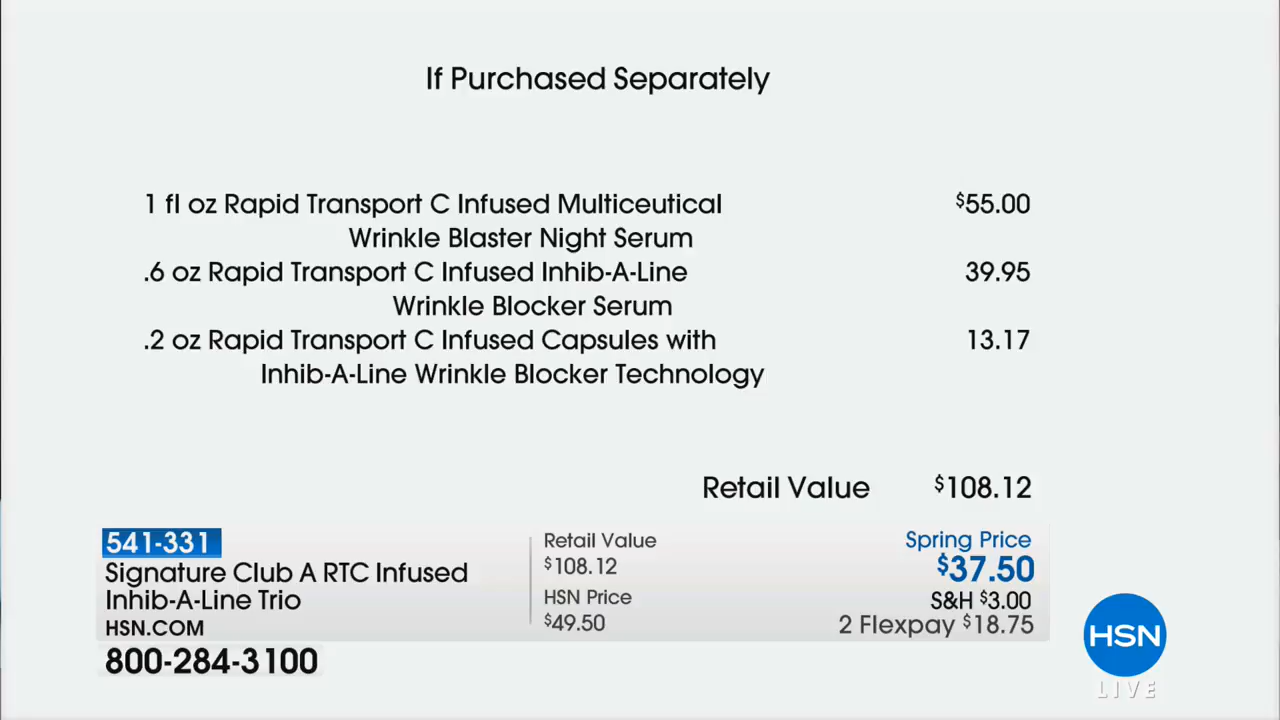 If Purchased Separately
1 fl oz Rapid Transport C Infused Multiceutical $55.00
Wrinkle Blaster Night Serum
.6 oz Rapid Transport C Infused Inhib-A-Line 39.95
Wrinkle Blocker Serum
.2 oz Rapid Transport C Infused Capsules with 13.17
Inhib-A-Line Wrinkle Blocker Technology
Retail Value $108.12
541-331
Signature Club A RTC Infused
Inhib-A-Line Trio
HSN.COM
800-284-3100
Retail Value
$108.12
HSN Price
$49.50
Spring Price
$37.50
S&H $3.00
2 Flexpay $18.75
HSN
LIVE